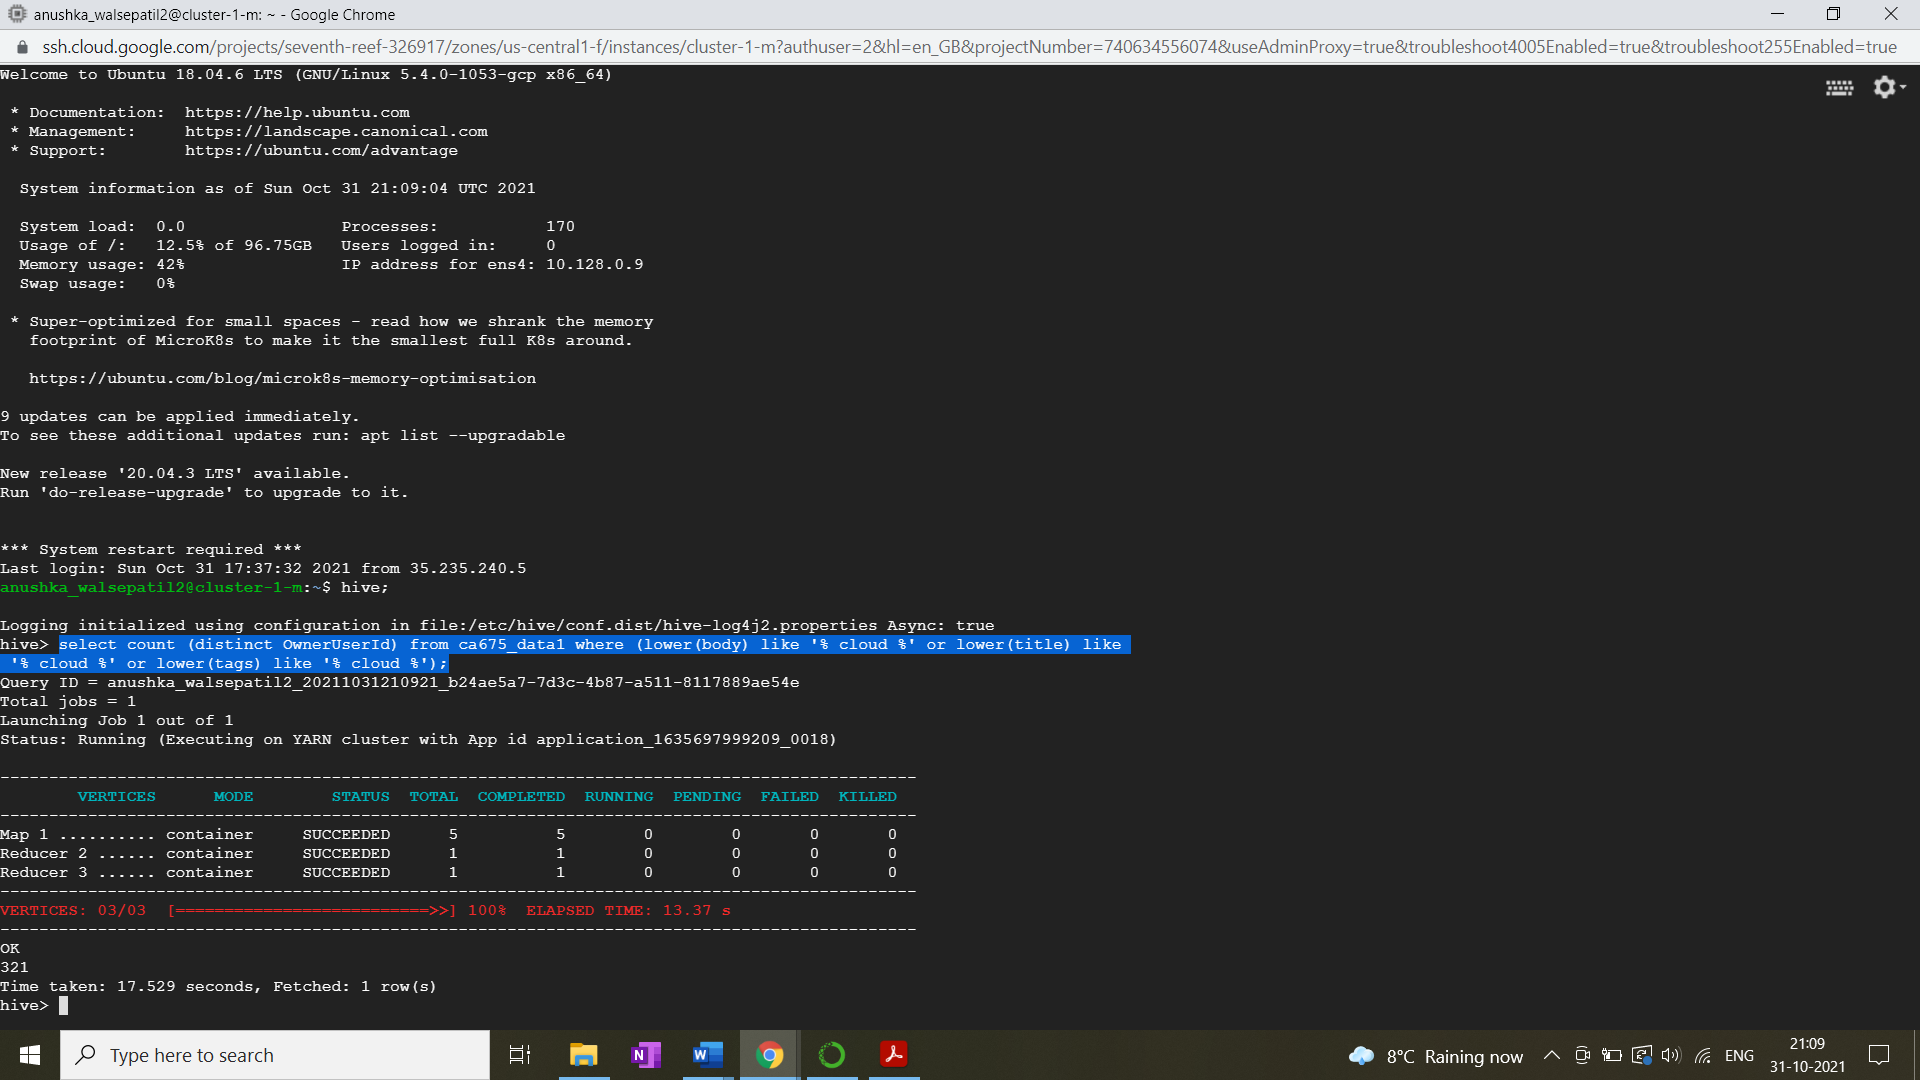 anushka_walsepatil2@cluster-1-m: ~ - Google Chrome
ssh.cloud.google.com/projects/seventh-reef-326917/zones/us-central1-f/instances/cluster-1-m?authuser=2&hl=en_GB&projectNumber=740634556074&useAdminProxy=true&troubleshoot4005Enabled=true&troubleshoot255Enabled=true
Welcome to Ubuntu 18.04.6 LTS (GNU/Linux 5.4.0-1053-gcp x86_64)
* Documentation: https://help.ubuntu.com
* Management: https://landscape.canonical.com
* Support: https://ubuntu.com/advantage
System information as of Sun Oct 31 21:09:04 UTC 2021
System load: 0.0 Processes: 170
Usage of /: 12.5% of 96.75GB Users logged in: 0
Memory usage: 42% IP address for ens4: 10.128.0.9
Swap usage: 0%
* Super-optimized for small spaces - read how we shrank the memory
footprint of MicroK8s to make it the smallest full K8s around.
https://ubuntu.com/blog/microk8s-memory-optimisation
9 updates can be applied immediately.
To see these additional updates run: apt list --upgradable
New release '20.04.3 LTS' available.
Run 'do-release-upgrade' to upgrade to it.
*** System restart required ***
Last login: Sun Oct 31 17:37:32 2021 from 35.235.240.5
anushka_walsepatil2@cluster-1-m:~$ hive;
Logging initialized using configuration in file:/etc/hive/conf.dist/hive-log4j2.properties Async: true
hive> select count (distinct OwnerUserId) from ca675_data1 where (lower(body) like '% cloud %' or lower(title) like
'% cloud %' or lower(tags) like '% cloud %');
Query ID = anushka_walsepatil2_20211031210921_b24ae5a7-7d3c-4b87-a511-8117889ae54e
Total jobs = 1
Launching Job 1 out of 1
Status: Running (Executing on YARN cluster with App id application_1635697999209_0018)
----------------------------------------------------------------------------------------------
VERTICES MODE STATUS TOTAL COMPLETED RUNNING PENDING FAILED KILLED
----------------------------------------------------------------------------------------------
Map 1 .......... container SUCCEEDED 5 5 0 0 0 0
Reducer 2 ...... container SUCCEEDED 1 1 0 0 0 0
Reducer 3 ...... container SUCCEEDED 1 1 0 0 0 0
----------------------------------------------------------------------------------------------
VERTICES: 03/03 [==========================>>] 100% ELAPSED TIME: 13.37 s
----------------------------------------------------------------------------------------------
OK
321
Time taken: 17.529 seconds, Fetched: 1 row(s)
hive>
Type here to search
8°C Raining now
ENG
21:09
31-10-2021